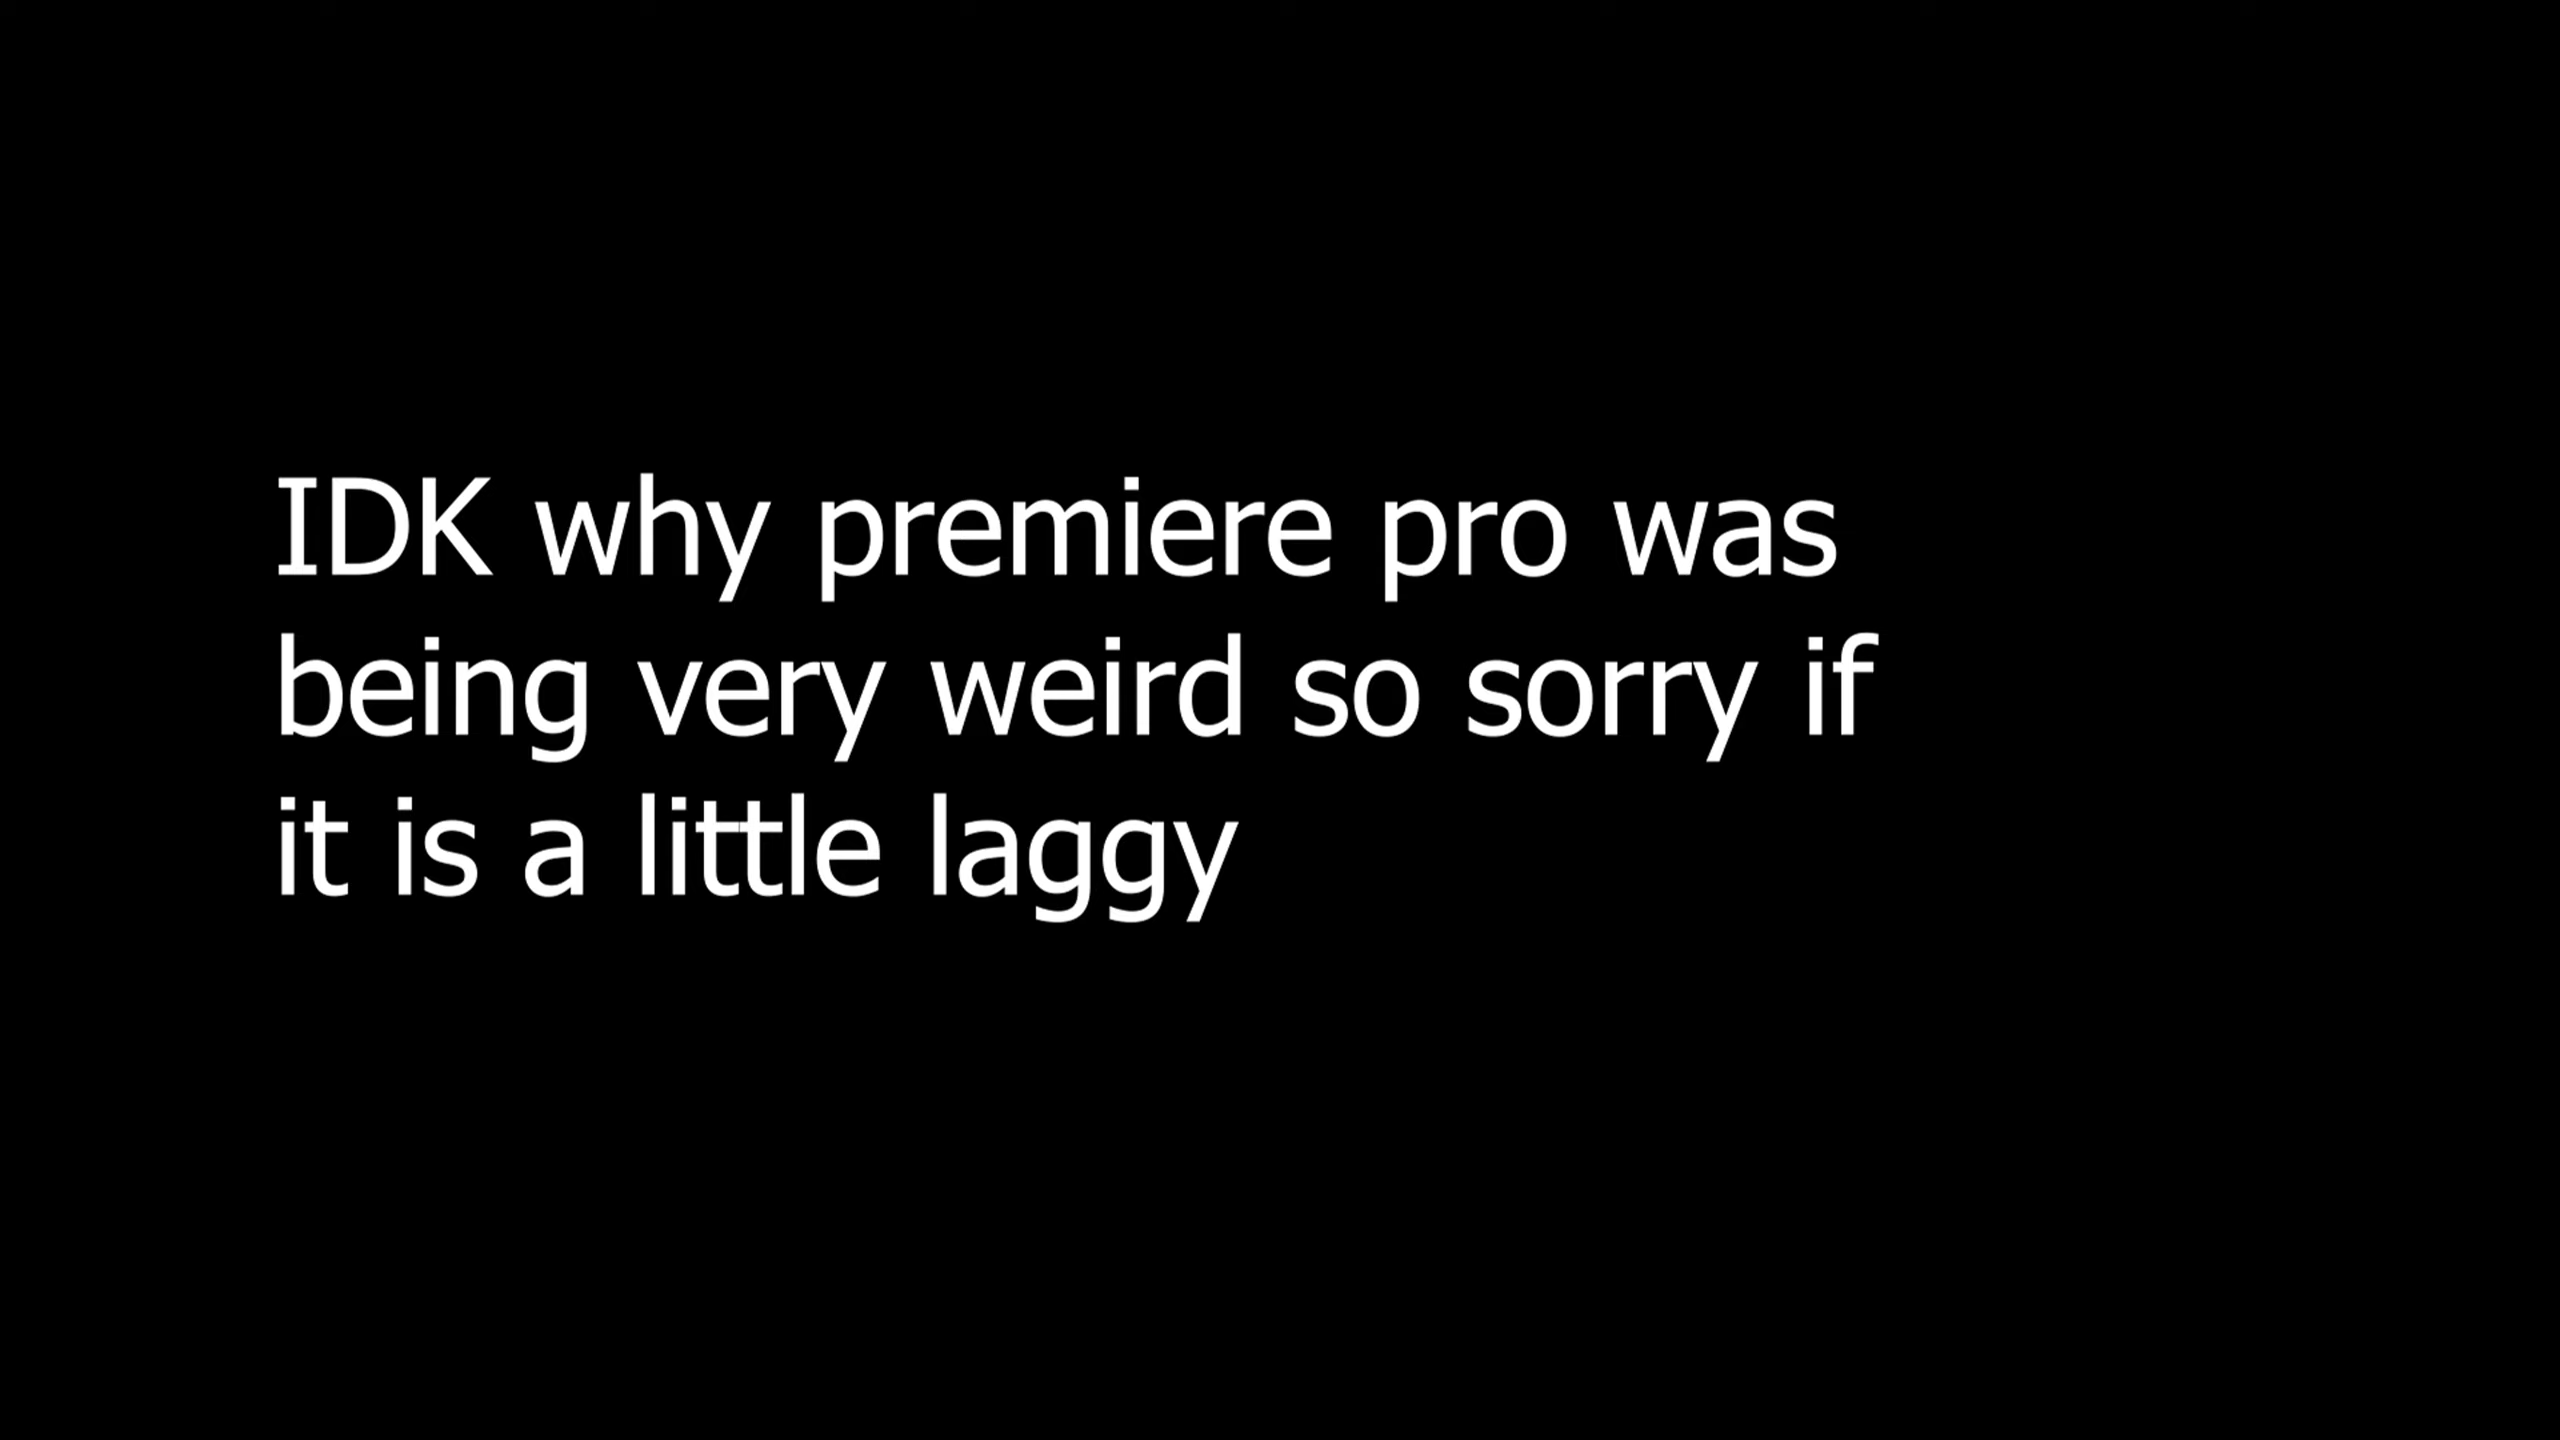 IDK why premiere pro was
being very weird so sorry if
it is a little laggy